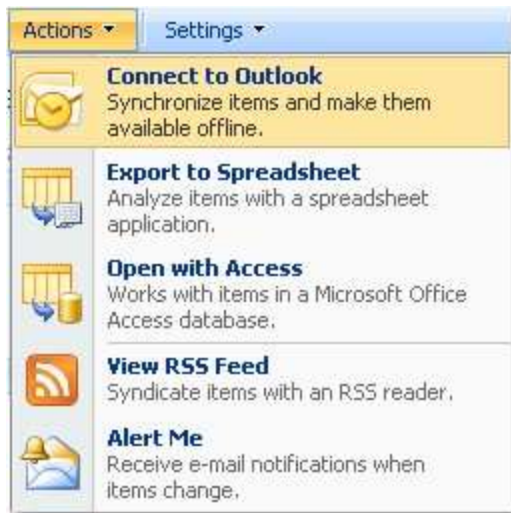 Actions Settings
Connect to Outlook
Synchronize items and make them
available offline.
Export to Spreadsheet
Analyze items with a spreadsheet
application.
Open with Access
Works with items in a Microsoft Office
Access database.
View RSS Feed
Syndicate items with an RSS reader.
Alert Me
Receive e-mail notifications when
items change.